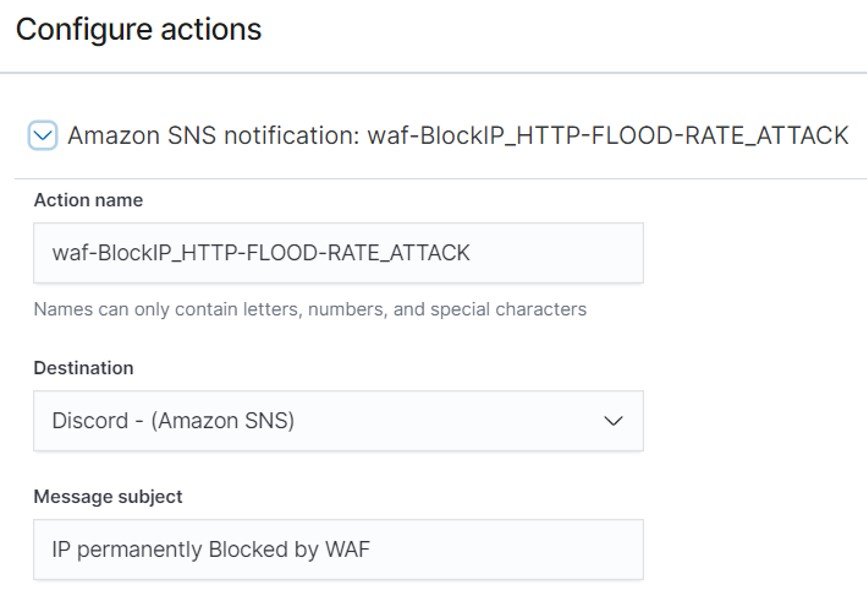 Configure actions
Amazon SNS notification: waf-BlockIP_HTTP-FLOOD-RATE_ATTACK
Action name
waf-BlockIP_HTTP-FLOOD-RATE_ATTACK
Names can only contain letters, numbers, and special characters
Destination
Discord - (Amazon SNS)
Message subject
IP permanently Blocked by WAF